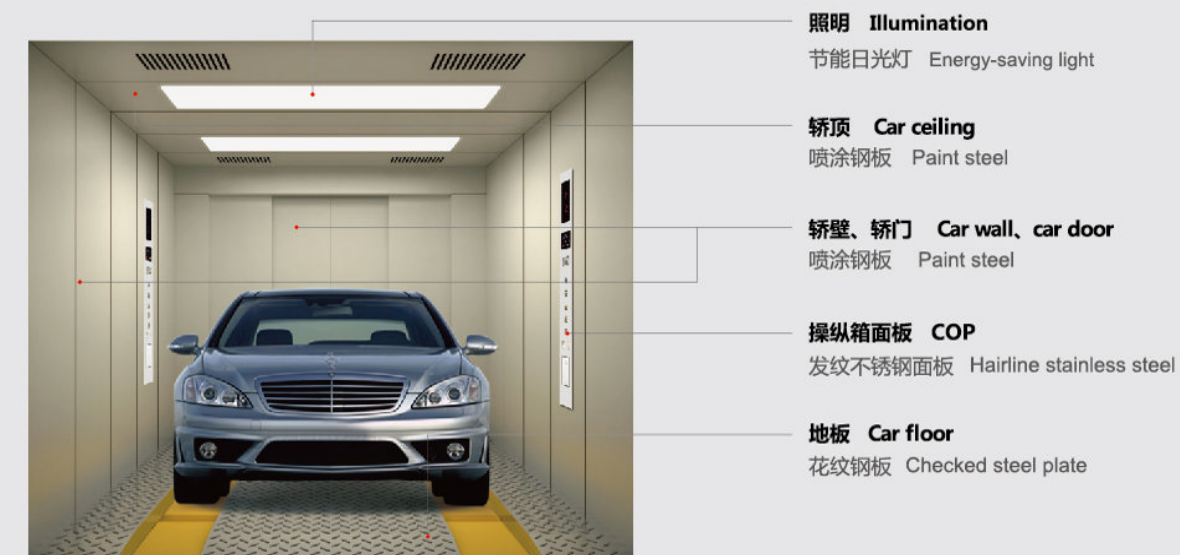 照明 Illumination
节能日光灯 Energy-saving light
轿顶 Car ceiling
喷涂钢板 Paint steel
轿壁、轿门 Car wall、car door
喷涂钢板 Paint steel
操纵箱面板 COP
发纹不锈钢面板 Hairline stainless steel
地板 Car floor
花纹钢板 Checked steel plate